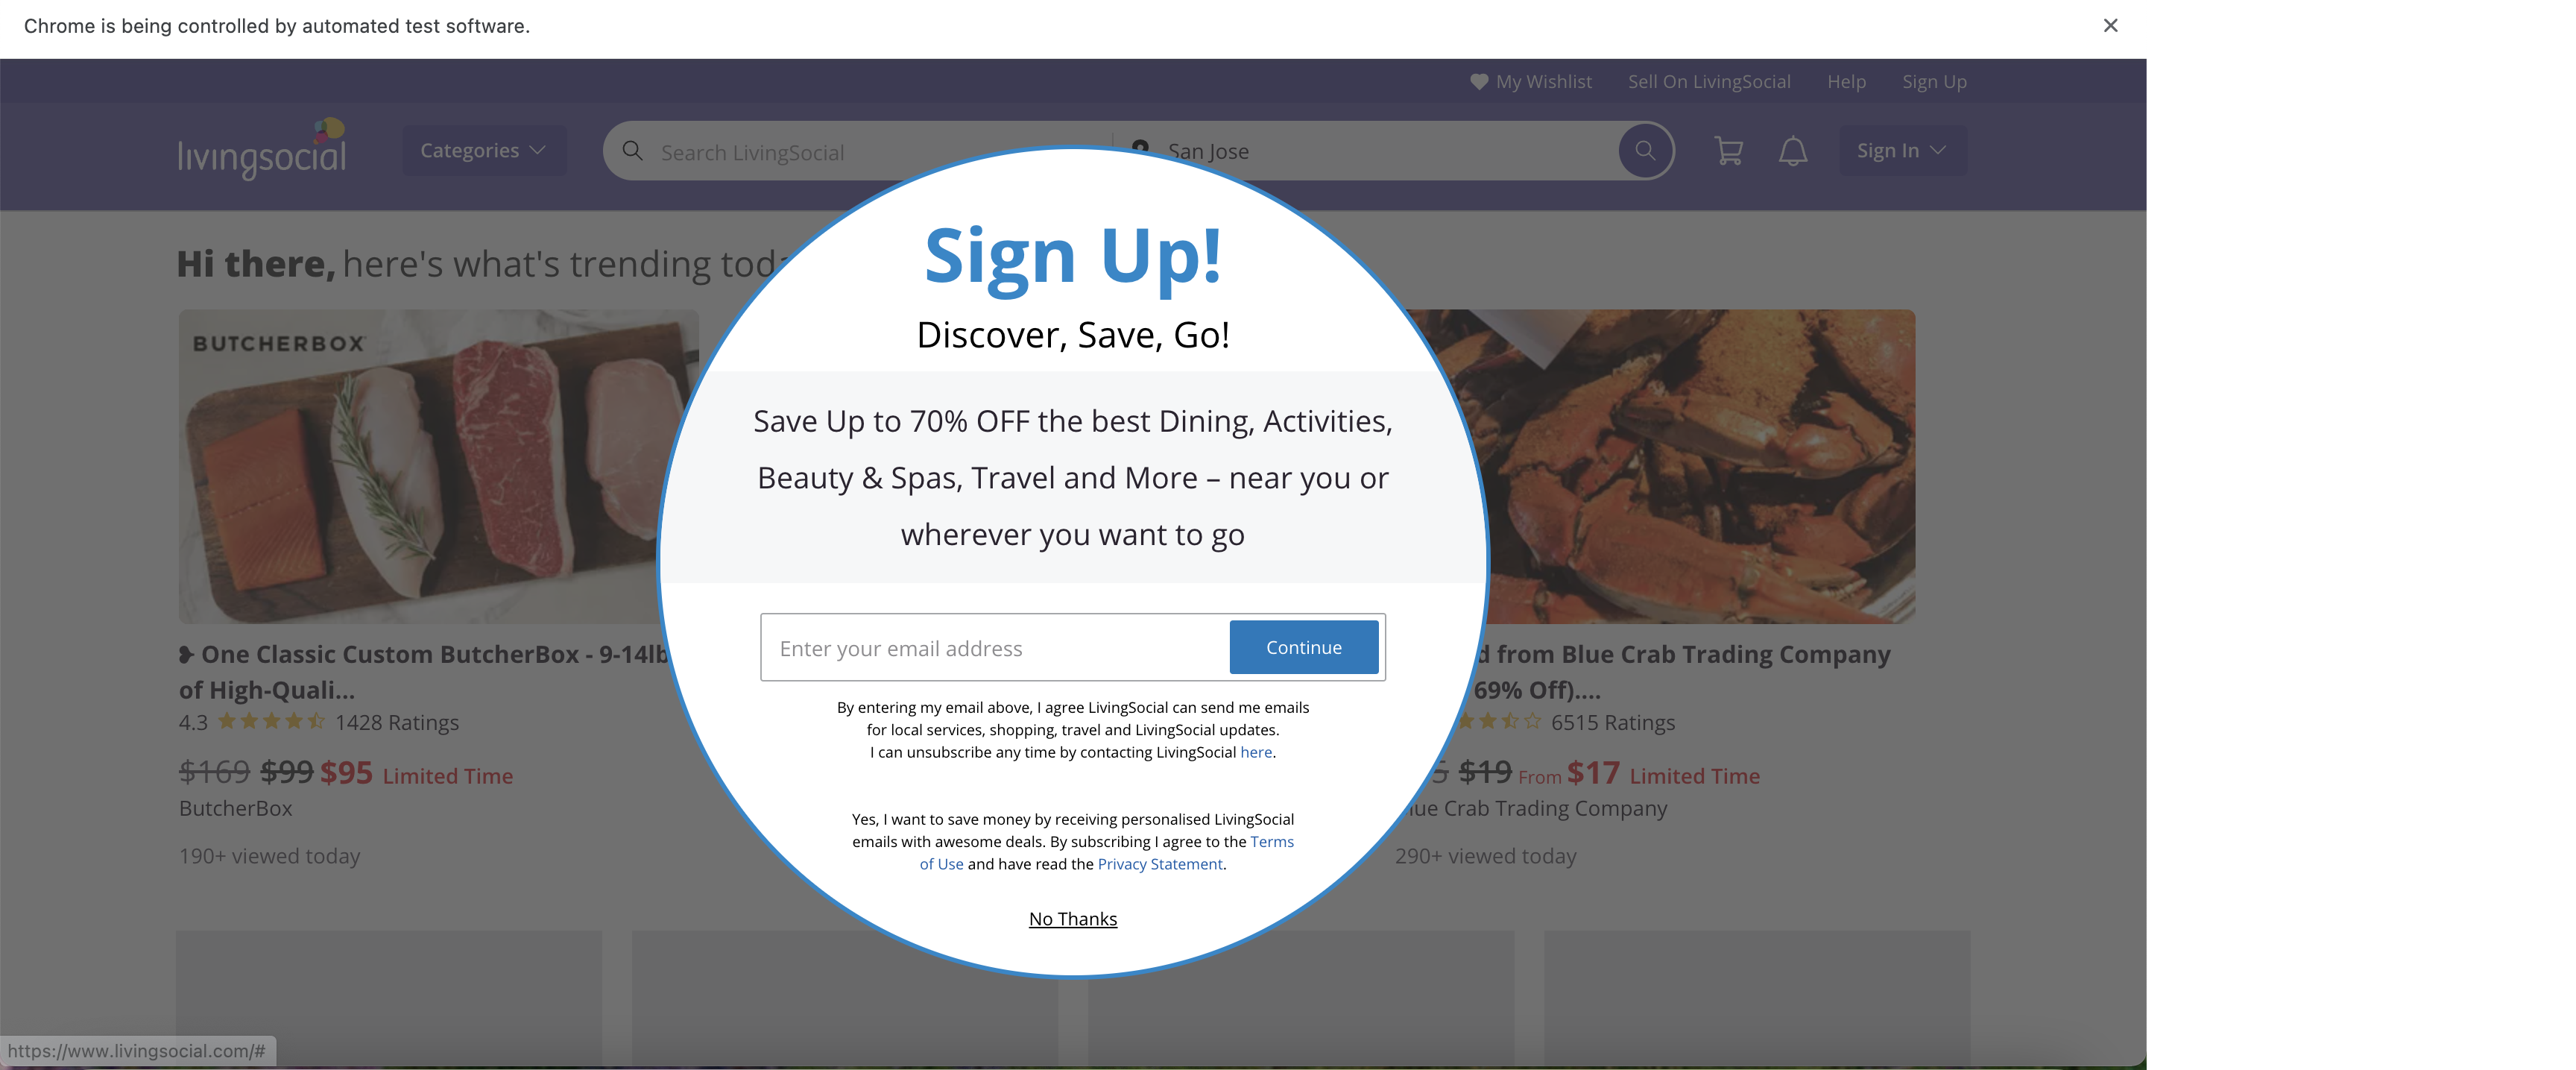 Chrome is being controlled by automated test software.
My Wishlist Sell On LivingSocial Help Sign Up
livingsocial Categories Search LivingSocial San Jose Sign In
Hi there, here's what's trending
BUTCHERBOX
Sign Up!
Discover, Save, Go!
Save Up to 70% OFF the best Dining, Activities,
Beauty & Spas, Travel and More – near you or
wherever you want to go
Enter your email address Continue
By entering my email above, I agree LivingSocial can send me emails
for local services, shopping, travel and LivingSocial updates.
I can unsubscribe any time by contacting LivingSocial here.
Yes, I want to save money by receiving personalised LivingSocial
emails with awesome deals. By subscribing I agree to the Terms
of Use and have read the Privacy Statement.
No Thanks
❥ One Classic Custom ButcherBox - 9-14lb
of High-Quali...
4.3 1428 Ratings
$169 $99 $95 Limited Time
ButcherBox
190+ viewed today
from Blue Crab Trading Company
69% Off)....
6515 Ratings
$19 From $17 Limited Time
Crab Trading Company
290+ viewed today
https://www.livingsocial.com/#